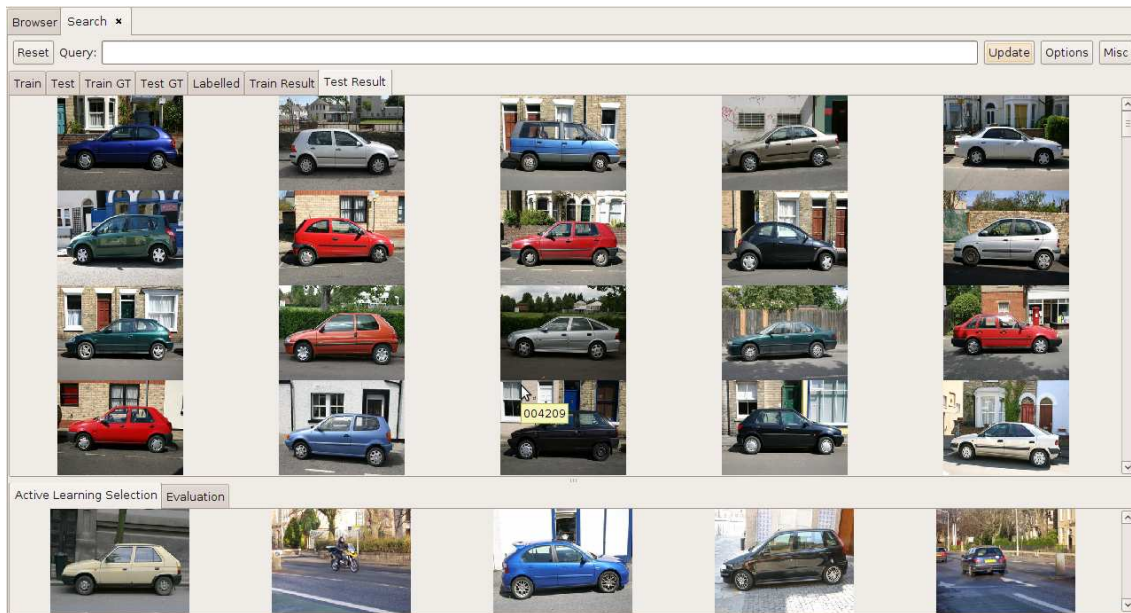 Browser Search ×
Reset Query: Update Options Misc
Train Test Train GT Test GT Labelled Train Result Test Result
004209
Active Learning Selection Evaluation